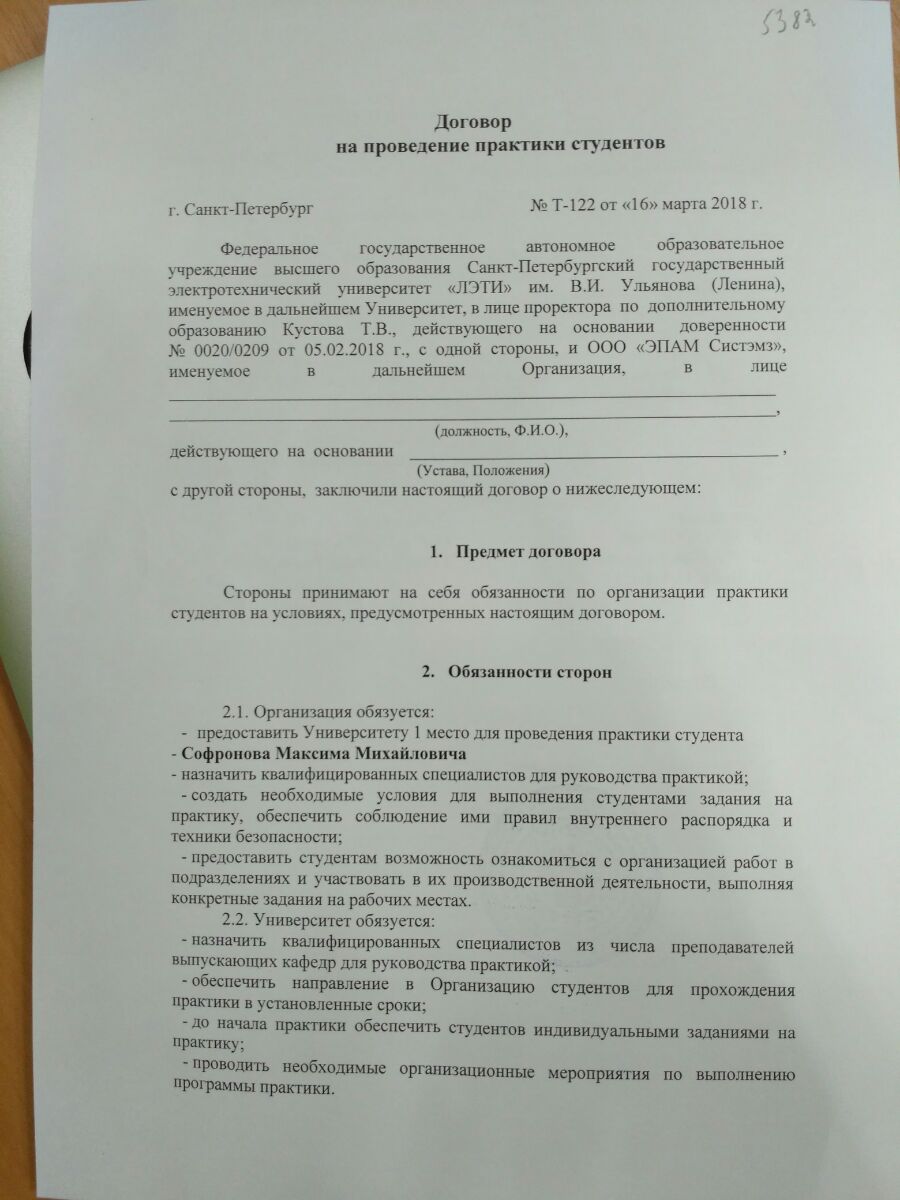 5382
Договор
на проведение практики студентов
г. Санкт-Петербург № Т-122 от «16» марта 2018 г.
Федеральное государственное автономное образовательное
учреждение высшего образования Санкт-Петербургский государственный
электротехнический университет «ЛЭТИ» им. В.И. Ульянова (Ленина),
именуемое в дальнейшем Университет, в лице проректора по дополнительному
образованию Кустова Т.В., действующего на основании доверенности
№ 0020/0209 от 05.02.2018 г., с одной стороны, и ООО «ЭПАМ Систэмз»,
именуемое в дальнейшем Организация, в лице
,
(должность, Ф.И.О.),
действующего на основании ,
(Устава, Положения)
с другой стороны, заключили настоящий договор о нижеследующем:
1. Предмет договора
Стороны принимают на себя обязанности по организации практики
студентов на условиях, предусмотренных настоящим договором.
2. Обязанности сторон
2.1. Организация обязуется:
- предоставить Университету 1 место для проведения практики студента
- Софронова Максима Михайловича
- назначить квалифицированных специалистов для руководства практикой;
- создать необходимые условия для выполнения студентами задания на
практику, обеспечить соблюдение ими правил внутреннего распорядка и
техники безопасности;
- предоставить студентам возможность ознакомиться с организацией работ в
подразделениях и участвовать в их производственной деятельности, выполняя
конкретные задания на рабочих местах.
2.2. Университет обязуется:
- назначить квалифицированных специалистов из числа преподавателей
выпускающих кафедр для руководства практикой;
- обеспечить направление в Организацию студентов для прохождения
практики в установленные сроки;
- до начала практики обеспечить студентов индивидуальными заданиями на
практику;
- проводить необходимые организационные мероприятия по выполнению
программы практики.